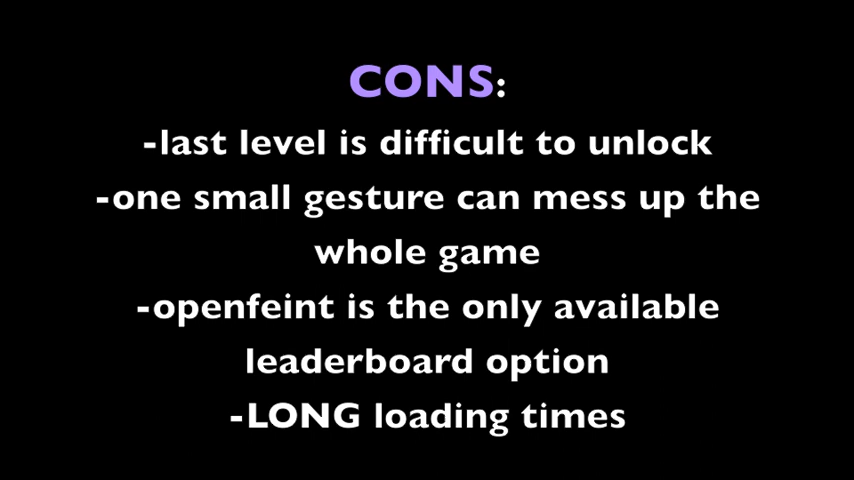 CONS:
-last level is difficult to unlock
-one small gesture can mess up the
whole game
-openfeint is the only available
leaderboard option
-LONG loading times